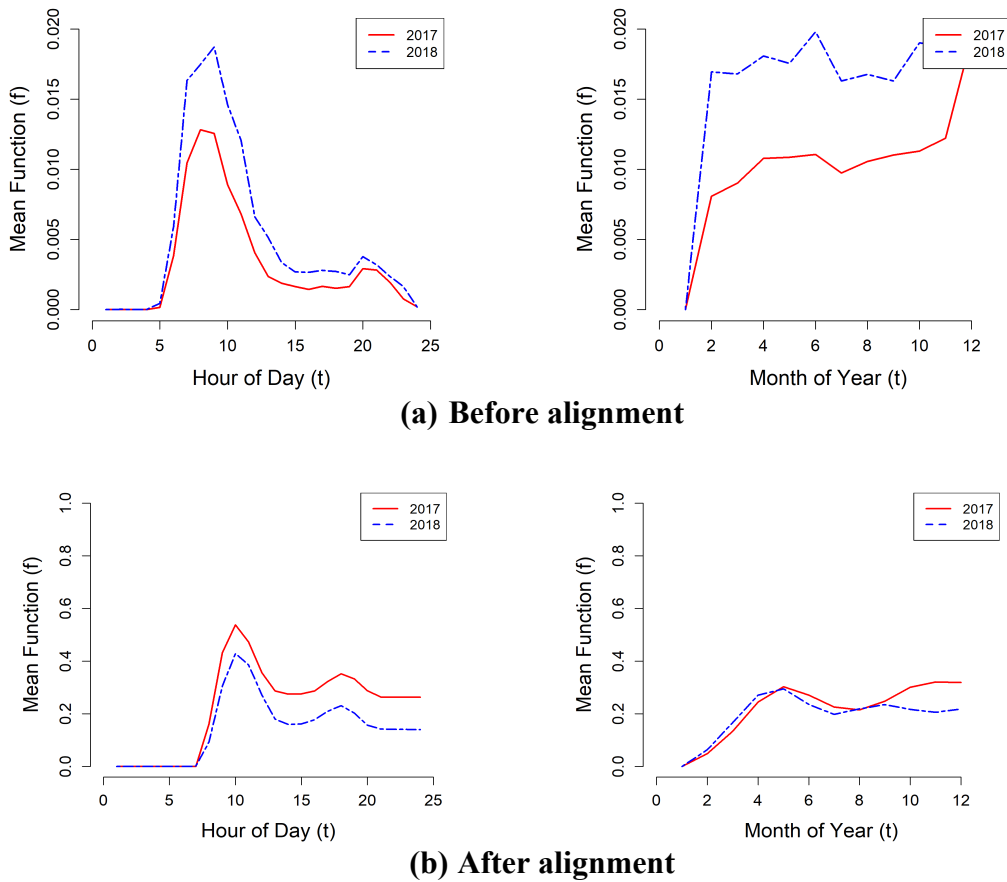 2017
2018
Mean Function (f)
0.000 0.005 0.010 0.015 0.020
0 5 10 15 20 25
Hour of Day (t)
2017
2018
Mean Function (f)
0.000 0.005 0.010 0.015 0.020
0 2 4 6 8 10 12
Month of Year (t)
(a) Before alignment
2017
2018
Mean Function (f)
0.0 0.2 0.4 0.6 0.8 1.0
0 5 10 15 20 25
Hour of Day (t)
2017
2018
Mean Function (f)
0.0 0.2 0.4 0.6 0.8 1.0
0 2 4 6 8 10 12
Month of Year (t)
(b) After alignment